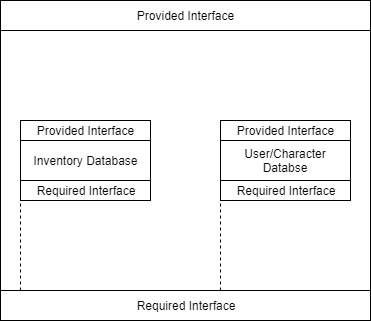 Provided Interface
Provided Interface
Inventory Database
Required Interface
Provided Interface
User/Character
Databse
Required Interface
Required Interface